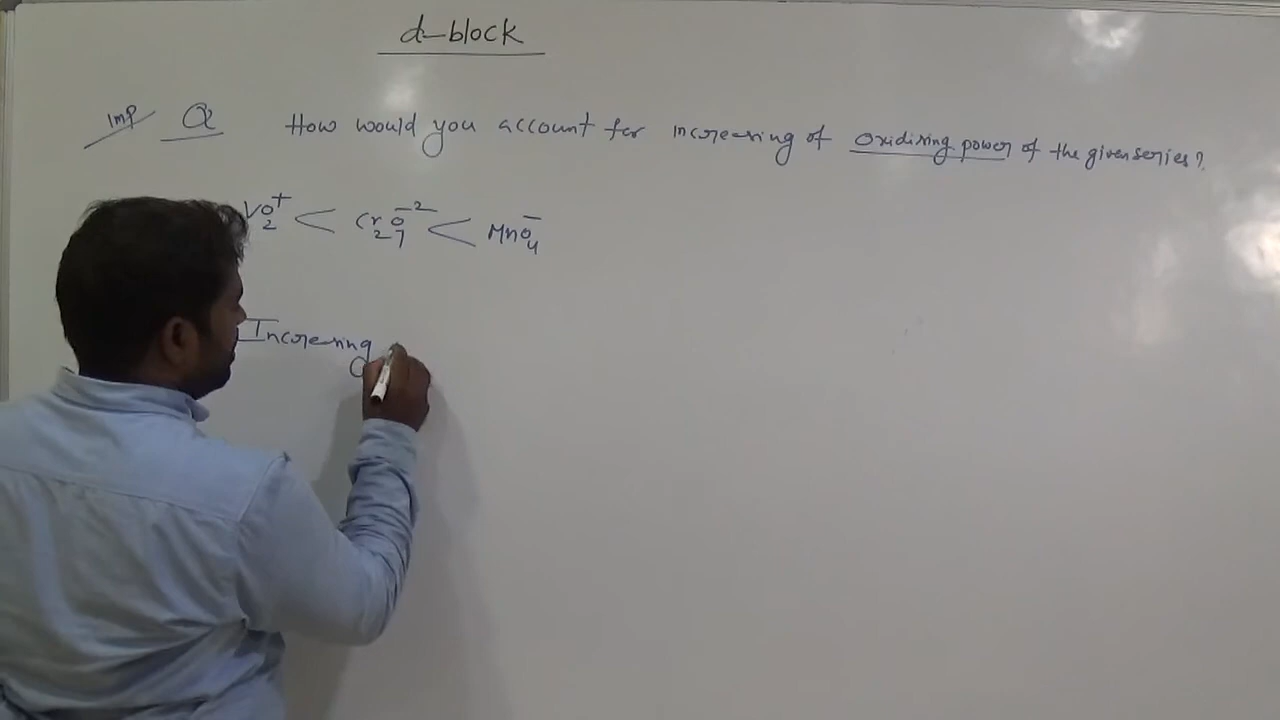 d-block
Imp Q How would you account for increasing of oxidising power of the given series?
VO₂⁺ < Cr₂O₇⁻² < MnO₄⁻
Increasing